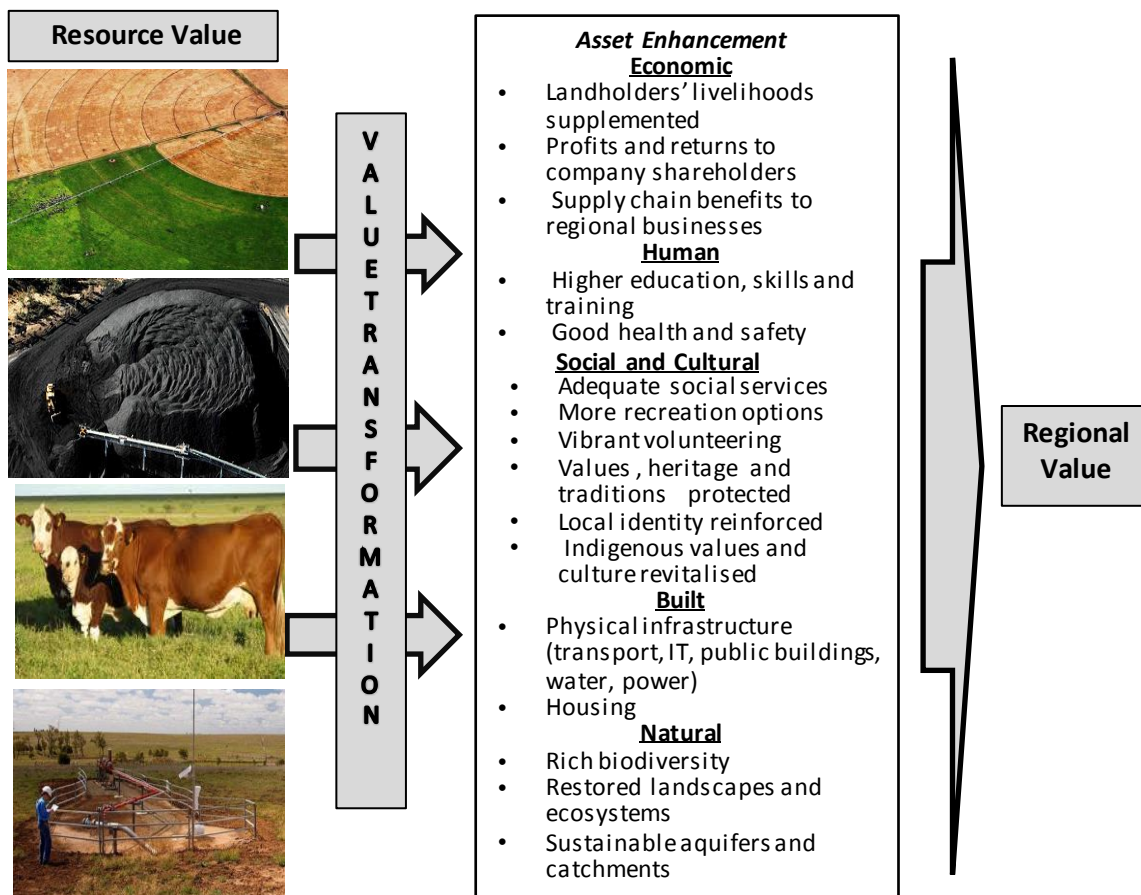 Resource Value
VALUE TRANSFORMATION
Asset Enhancement
Economic
• Landholders' livelihoods
supplemented
• Profits and returns to
company shareholders
• Supply chain benefits to
regional businesses
Human
• Higher education, skills and
training
• Good health and safety
Social and Cultural
• Adequate social services
• More recreation options
• Vibrant volunteering
• Values , heritage and
traditions protected
• Local identity reinforced
• Indigenous values and
culture revitalised
Built
• Physical infrastructure
(transport, IT, public buildings,
water, power)
• Housing
Natural
• Rich biodiversity
• Restored landscapes and
ecosystems
• Sustainable aquifers and
catchments
Regional
Value